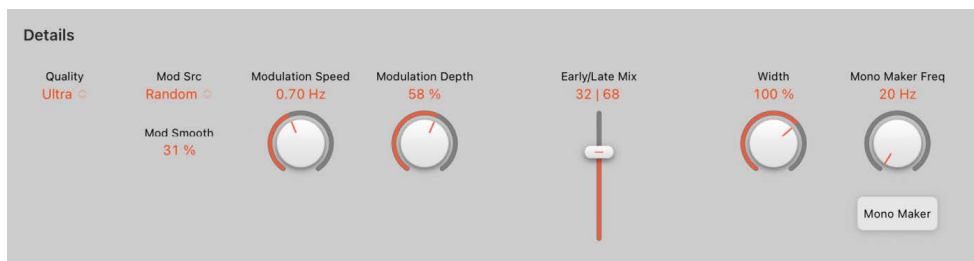 Details
Quality
Ultra
Mod Src
Random
Mod Smooth
31 %
Modulation Speed
0.70 Hz
Modulation Depth
58 %
Early/Late Mix
32 | 68
Width
100 %
Mono Maker Freq
20 Hz
Mono Maker